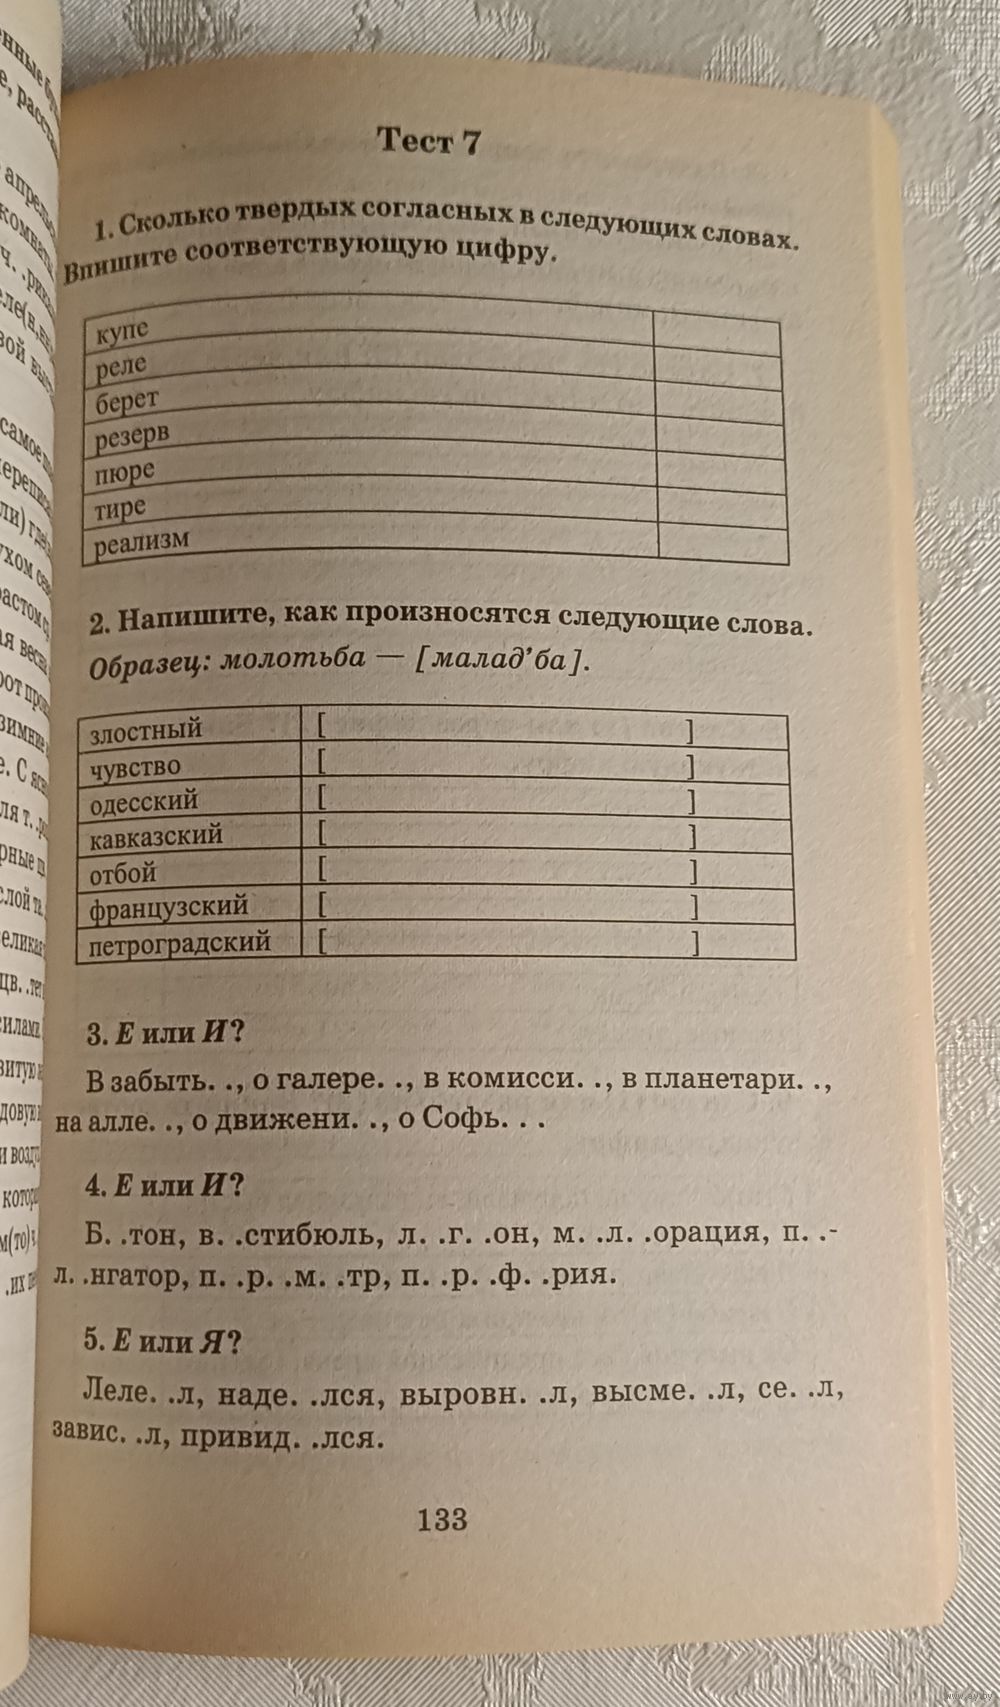 Тест 7
1. Сколько твердых согласных в следующих словах.
Впишите соответствующую цифру.
купе
реле
берет
резерв
пюре
тире
реализм
2. Напишите, как произносятся следующие слова.
Образец: молотьба — [малад’ба].
злостный [ ]
чувство [ ]
одесский [ ]
кавказский [ ]
отбой [ ]
французский [ ]
петроградский [ ]
3. Е или И?
В забыть. ., о галере. ., в комисси. ., в планетари. .,
на алле. ., о движени. ., о Софь. . .
4. Е или И?
Б. .тон, в. .стибюль, л. .г. .он, м. .л. .орация, п. .-
л. .нгатор, п. .р. .м. .тр, п. .р. .ф. .рия.
5. Е или Я?
Леле. .л, наде. .лся, выровн. .л, высме. .л, се. .л,
завис. .л, привид. .лся.
133